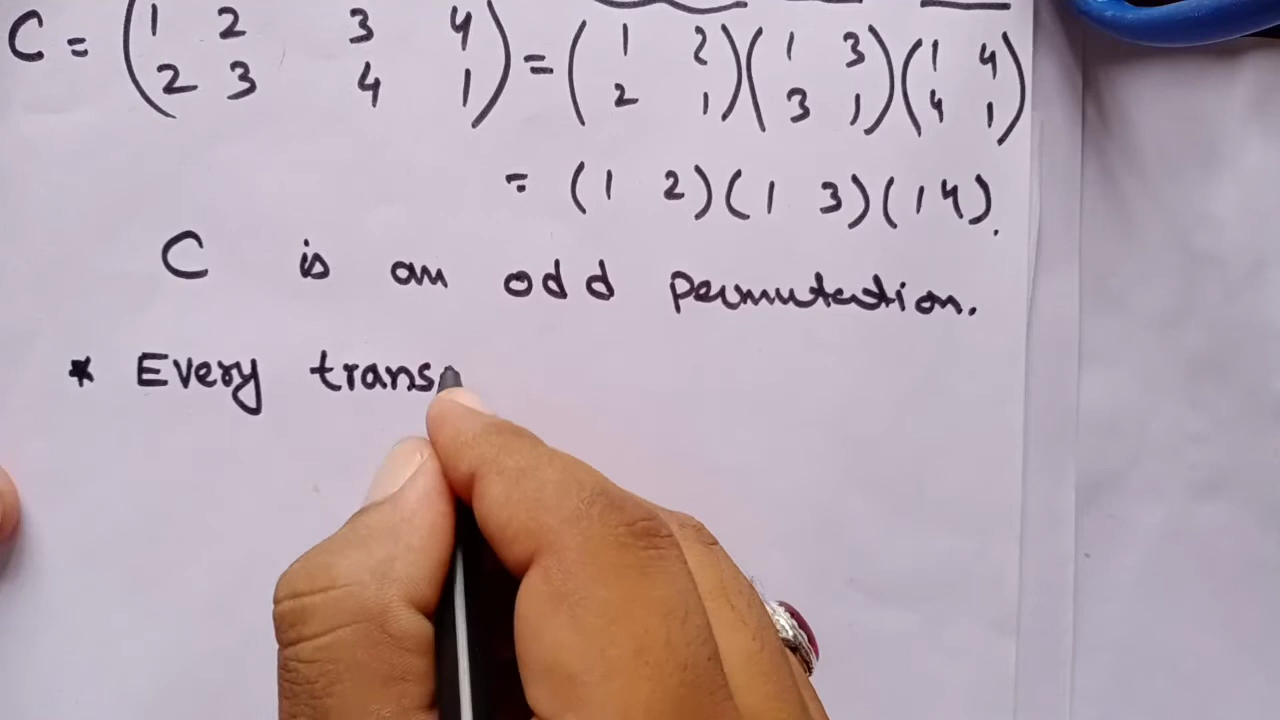 C = ( 1 2 3 4 ) = ( 1 2 ) ( 1 3 ) ( 1 4 )
2 3 4 1 2 1 3 1 4 1
= (1 2)(1 3)(1 4).
C is an odd permutation.
* Every trans